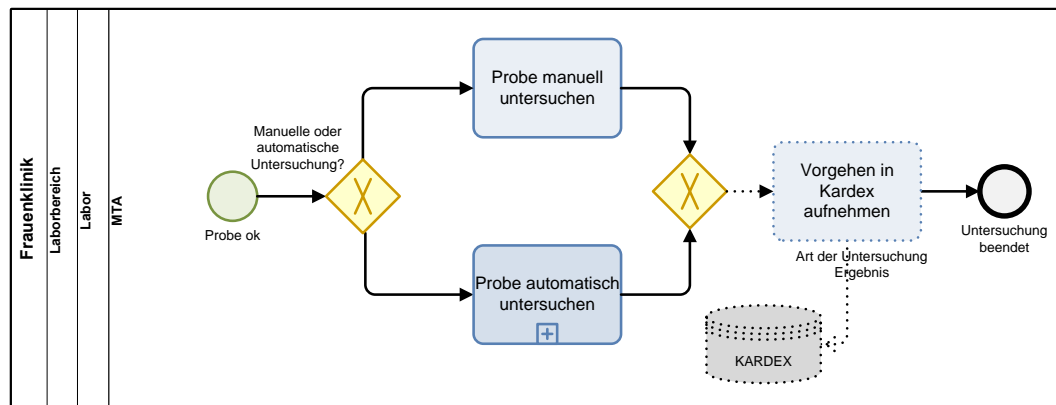 Frauenklinik
Laborbereich
Labor
MTA
Probe ok
Manuelle oder
automatische
Untersuchung?
Probe manuell
untersuchen
Probe automatisch
untersuchen
Vorgehen in
Kardex
aufnehmen
Art der Untersuchung
Ergebnis
KARDEX
Untersuchung
beendet